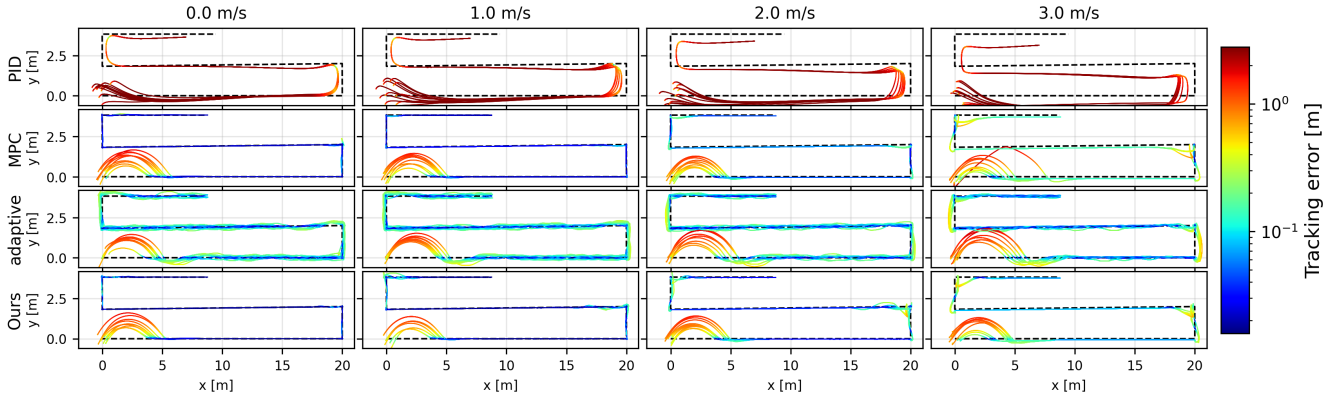 0.0 m/s 1.0 m/s 2.0 m/s 3.0 m/s
PID
y [m]
2.5
0.0
MPC
y [m]
2.5
0.0
adaptive
y [m]
2.5
0.0
Ours
y [m]
2.5
0.0
0 5 10 15 20 0 5 10 15 20 0 5 10 15 20 0 5 10 15 20
x [m] x [m] x [m] x [m]
10⁰
10⁻¹
Tracking error [m]